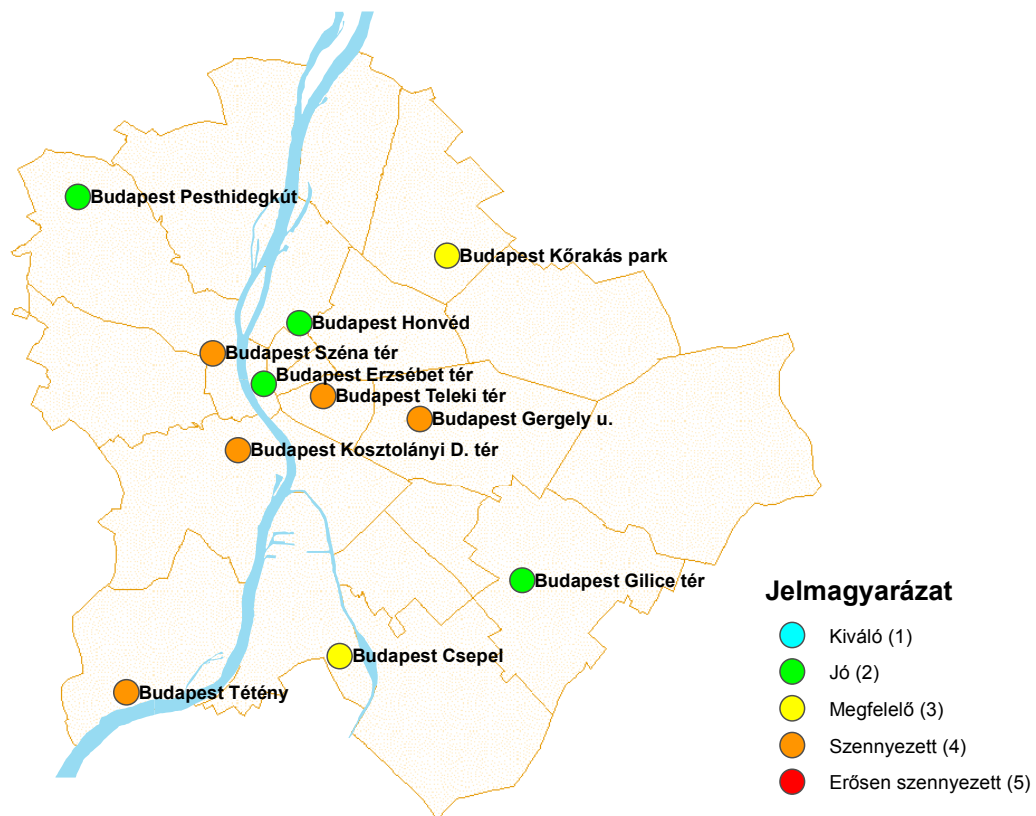 Budapest Pesthidegkút
Budapest Kőrakás park
Budapest Honvéd
Budapest Széna tér
Budapest Erzsébet tér
Budapest Teleki tér
Budapest Gergely u.
Budapest Kosztolányi D. tér
Budapest Gilice tér
Budapest Csepel
Budapest Tétény
Jelmagyarázat
Kiváló (1)
Jó (2)
Megfelelő (3)
Szennyezett (4)
Erősen szennyezett (5)